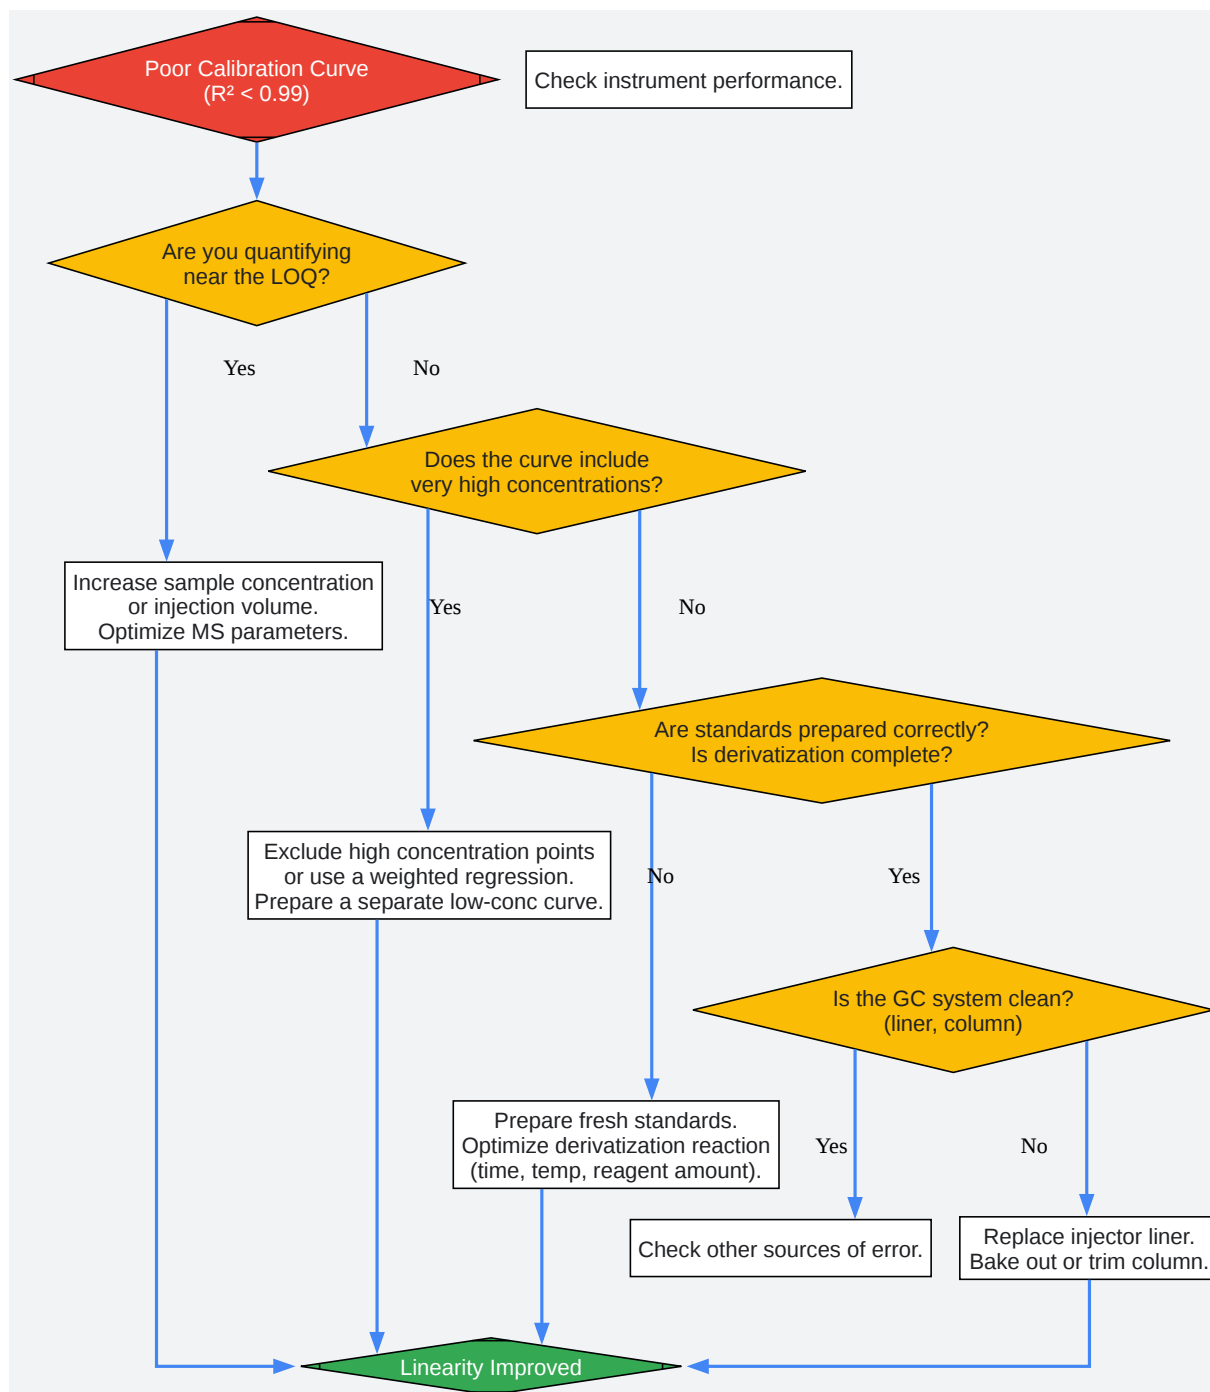 Poor Calibration Curve
(R² < 0.99)
Check instrument performance.
Are you quantifying
near the LOQ?
Yes
No
Does the curve include
very high concentrations?
Increase sample concentration
or injection volume.
Optimize MS parameters.
Yes
No
Are standards prepared correctly?
Is derivatization complete?
Exclude high concentration points
or use a weighted regression.
Prepare a separate low-conc curve.
No
Yes
Is the GC system clean?
(liner, column)
Prepare fresh standards.
Optimize derivatization reaction
(time, temp, reagent amount).
Yes
No
Check other sources of error.
Replace injector liner.
Bake out or trim column.
Linearity Improved